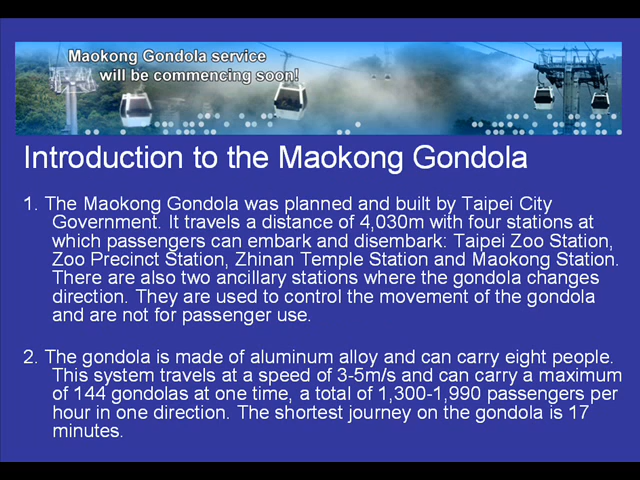 Maokong Gondola service
will be commencing soon!
Introduction to the Maokong Gondola
1. The Maokong Gondola was planned and built by Taipei City
Government. It travels a distance of 4,030m with four stations at
which passengers can embark and disembark: Taipei Zoo Station,
Zoo Precinct Station, Zhinan Temple Station and Maokong Station.
There are also two ancillary stations where the gondola changes
direction. They are used to control the movement of the gondola
and are not for passenger use.
2. The gondola is made of aluminum alloy and can carry eight people.
This system travels at a speed of 3-5m/s and can carry a maximum
of 144 gondolas at one time, a total of 1,300-1,990 passengers per
hour in one direction. The shortest journey on the gondola is 17
minutes.